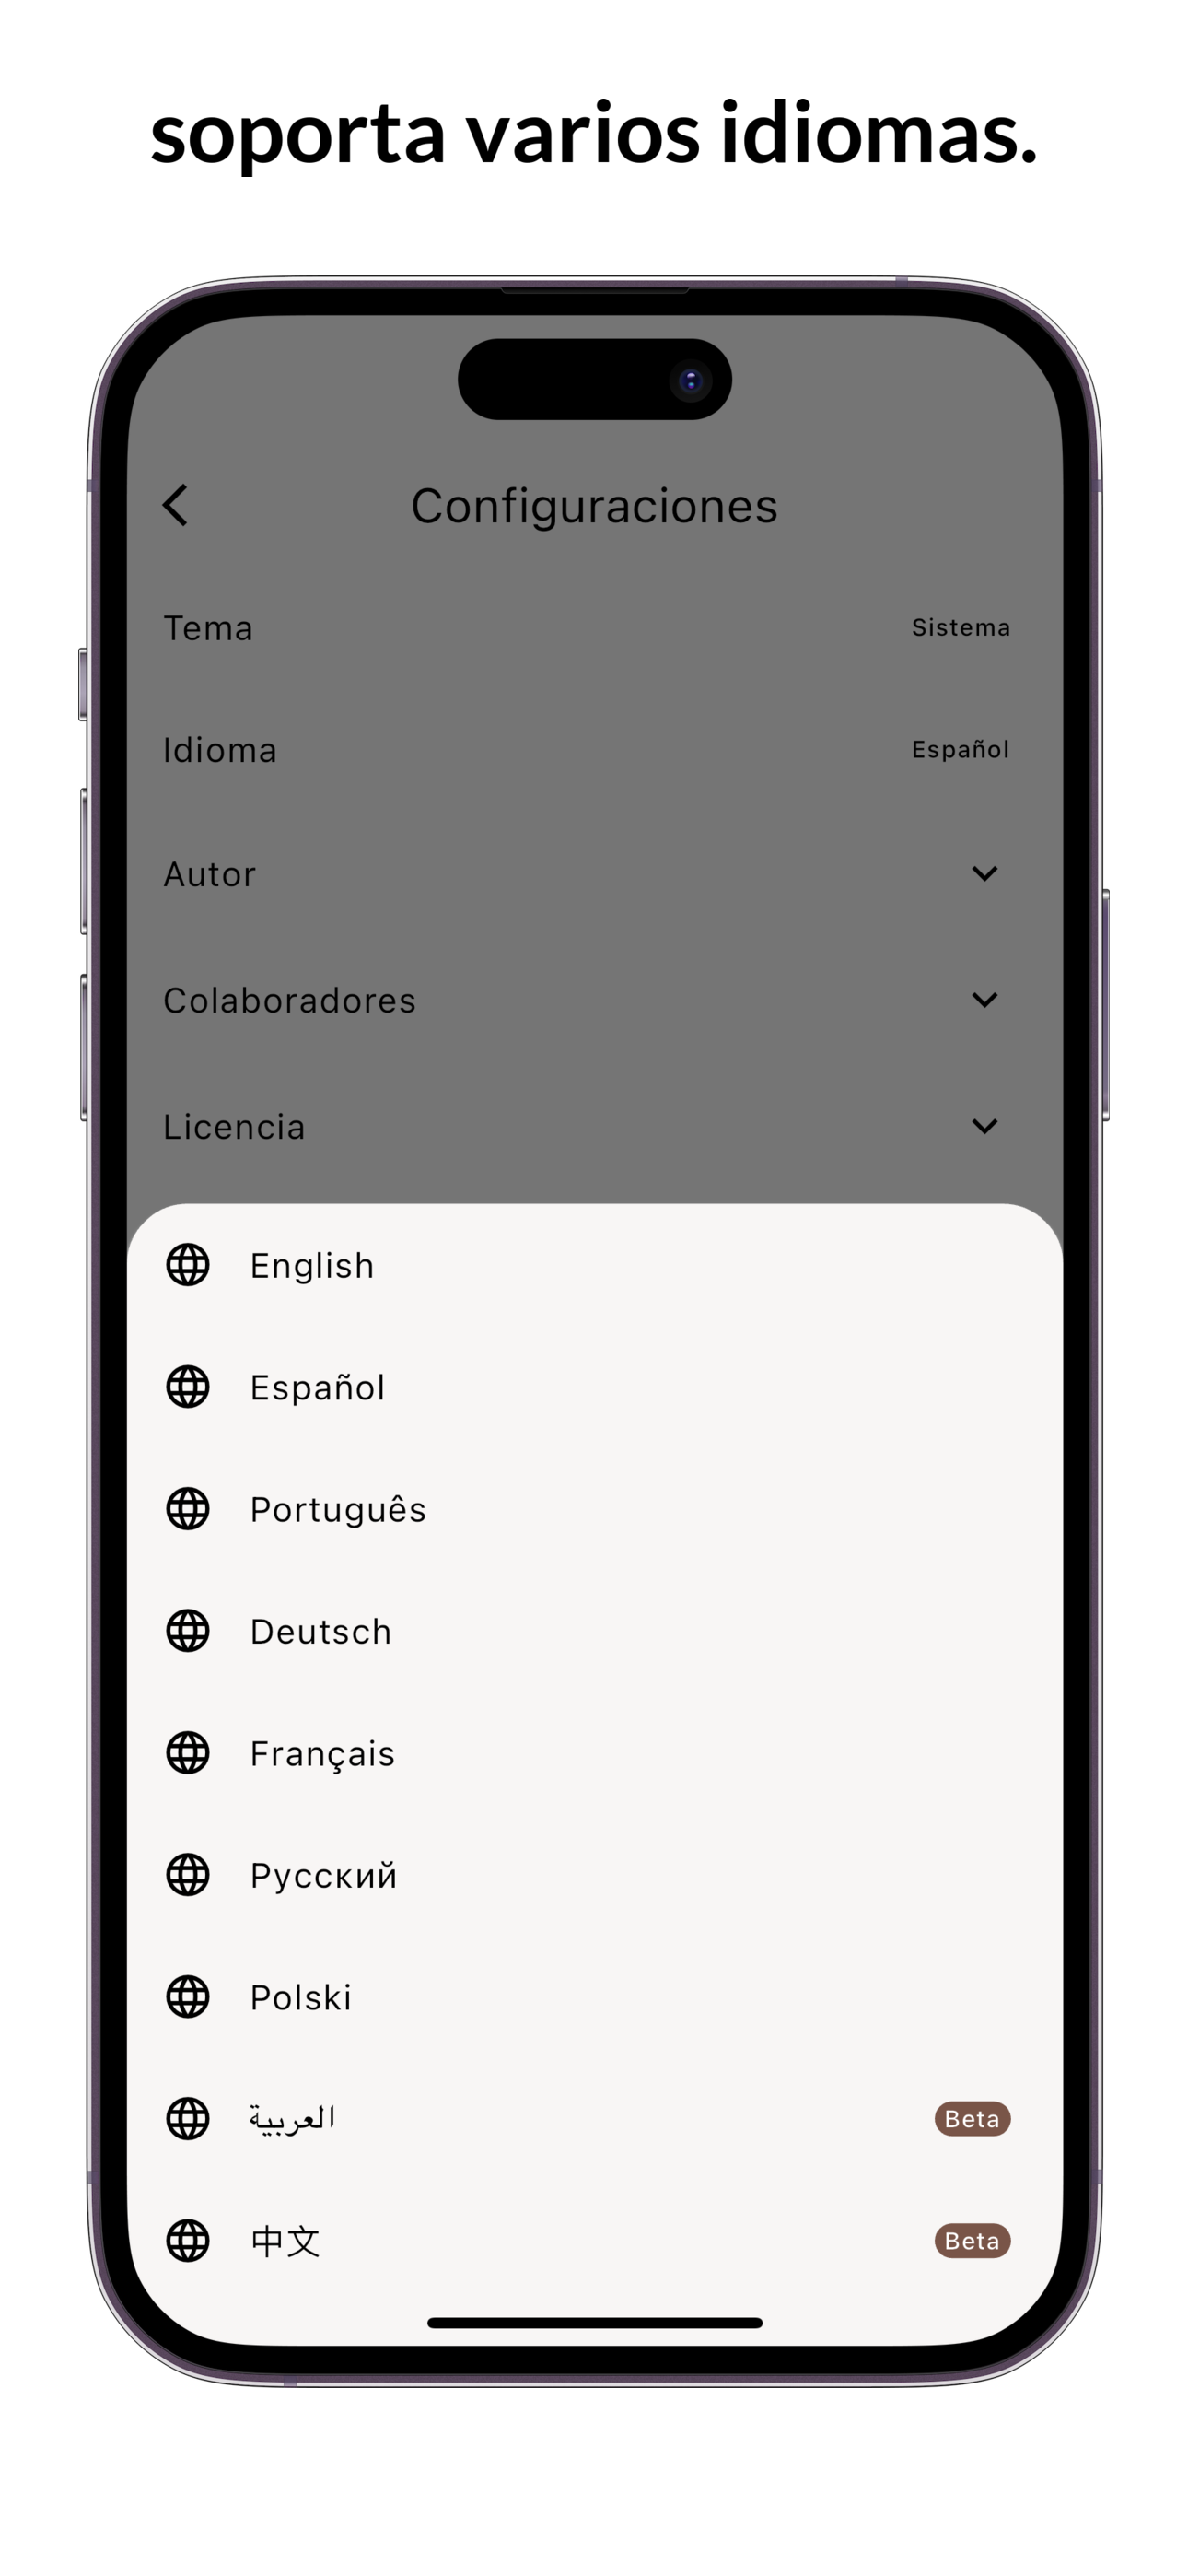 soporta varios idiomas.
Configuraciones
Tema Sistema
Idioma Español
Autor
Colaboradores
Licencia
English
Español
Português
Deutsch
Français
Русский
Polski
العربية Beta
中文 Beta